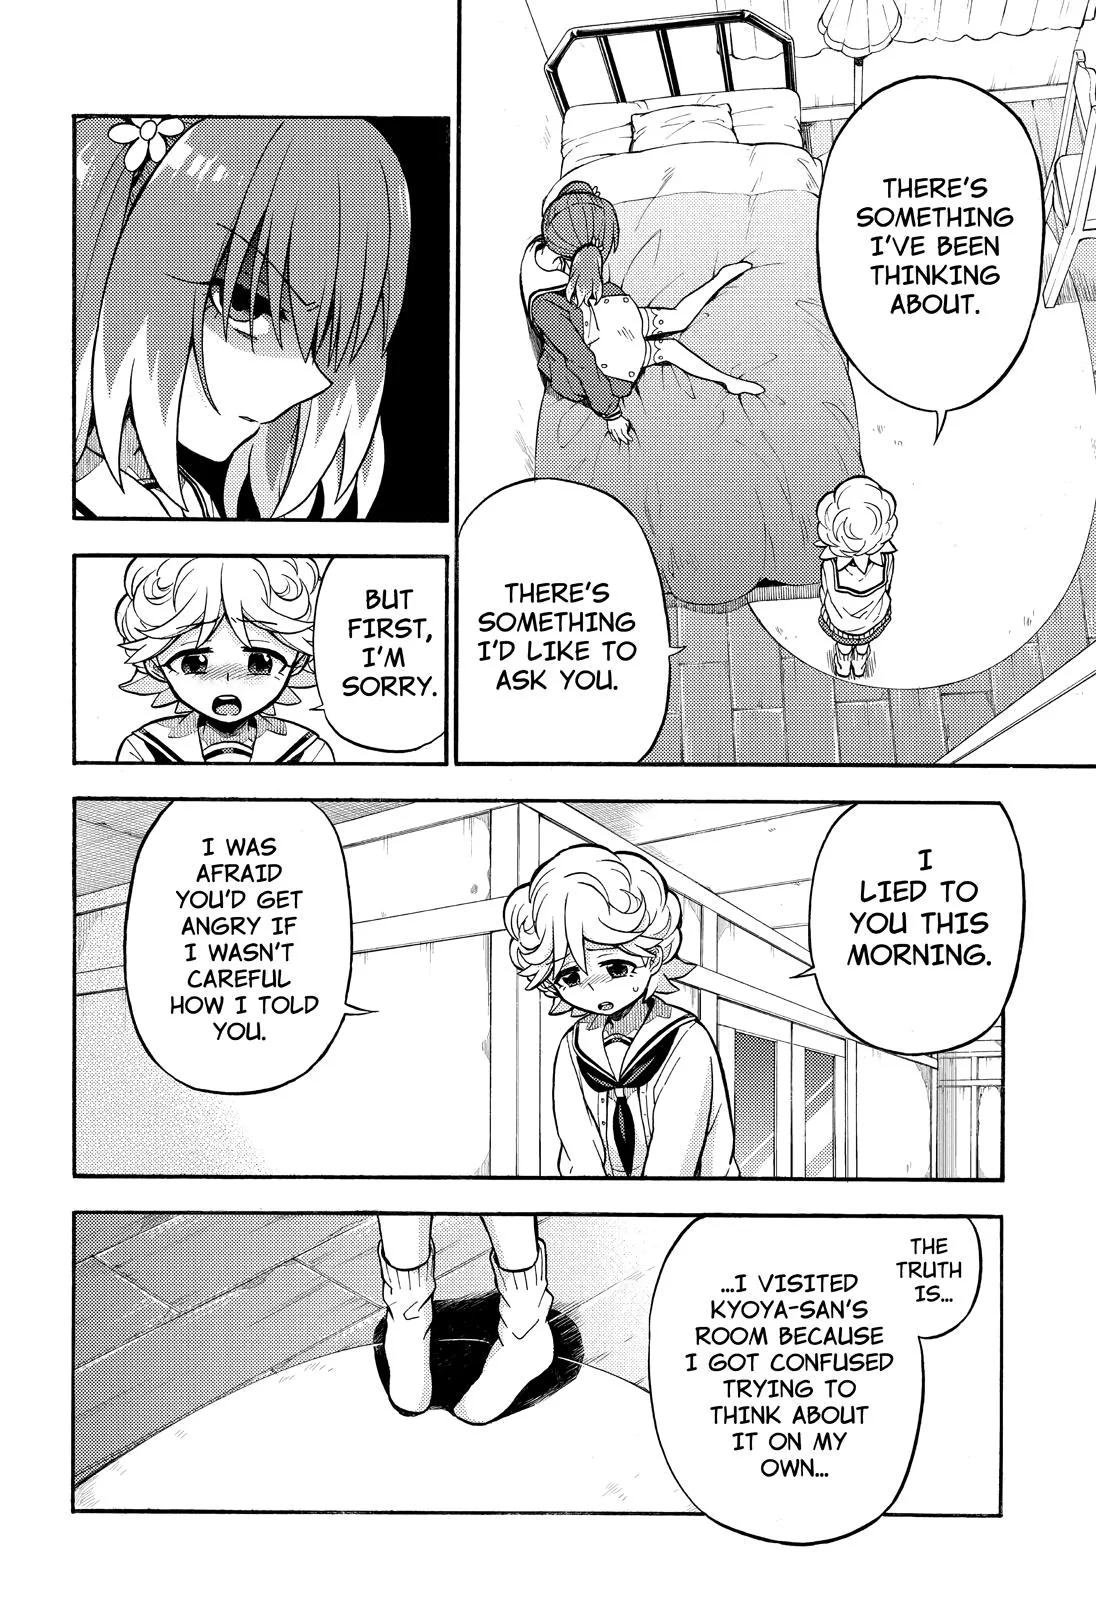 THERE'S
SOMETHING
I'VE BEEN
THINKING
ABOUT.
THERE'S
SOMETHING
I'D LIKE TO
ASK YOU.
BUT
FIRST,
I'M
SORRY.
I
LIED TO
YOU THIS
MORNING.
I WAS
AFRAID
YOU'D GET
ANGRY IF
I WASN'T
CAREFUL
HOW I TOLD
YOU.
THE
TRUTH
IS...
...I VISITED
KYOYA-SAN'S
ROOM BECAUSE
I GOT CONFUSED
TRYING TO
THINK ABOUT
IT ON MY
OWN...